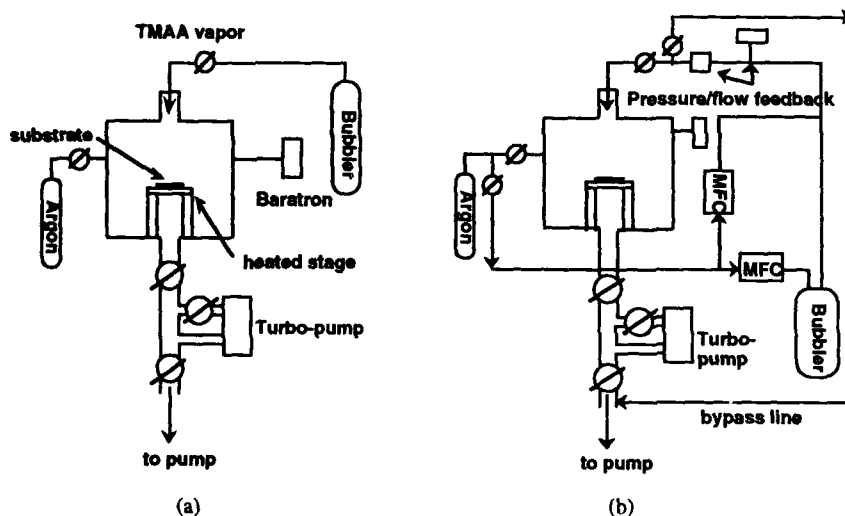 TMAA vapor
substrate
Bubbler
Baratron
Argon
heated stage
Turbo-pump
to pump
(a)
Pressure/flow feedback
MFC
Argon
MFC
Bubbler
Turbo-
pump
bypass line
to pump
(b)